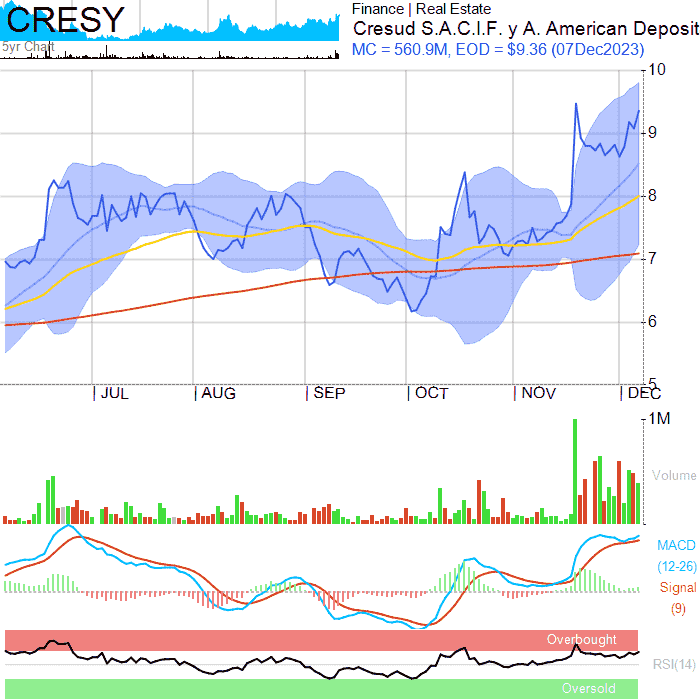 CRESY
5yr Chart
Finance | Real Estate
Cresud S.A.C.I.F. y A. American Deposit
MC = 560.9M, EOD = $9.36 (07Dec2023)
10
9
8
7
6
5
JUL AUG SEP OCT NOV DEC
1M
Volume
MACD
(12-26)
Signal
(9)
Overbought
RSI(14)
Oversold